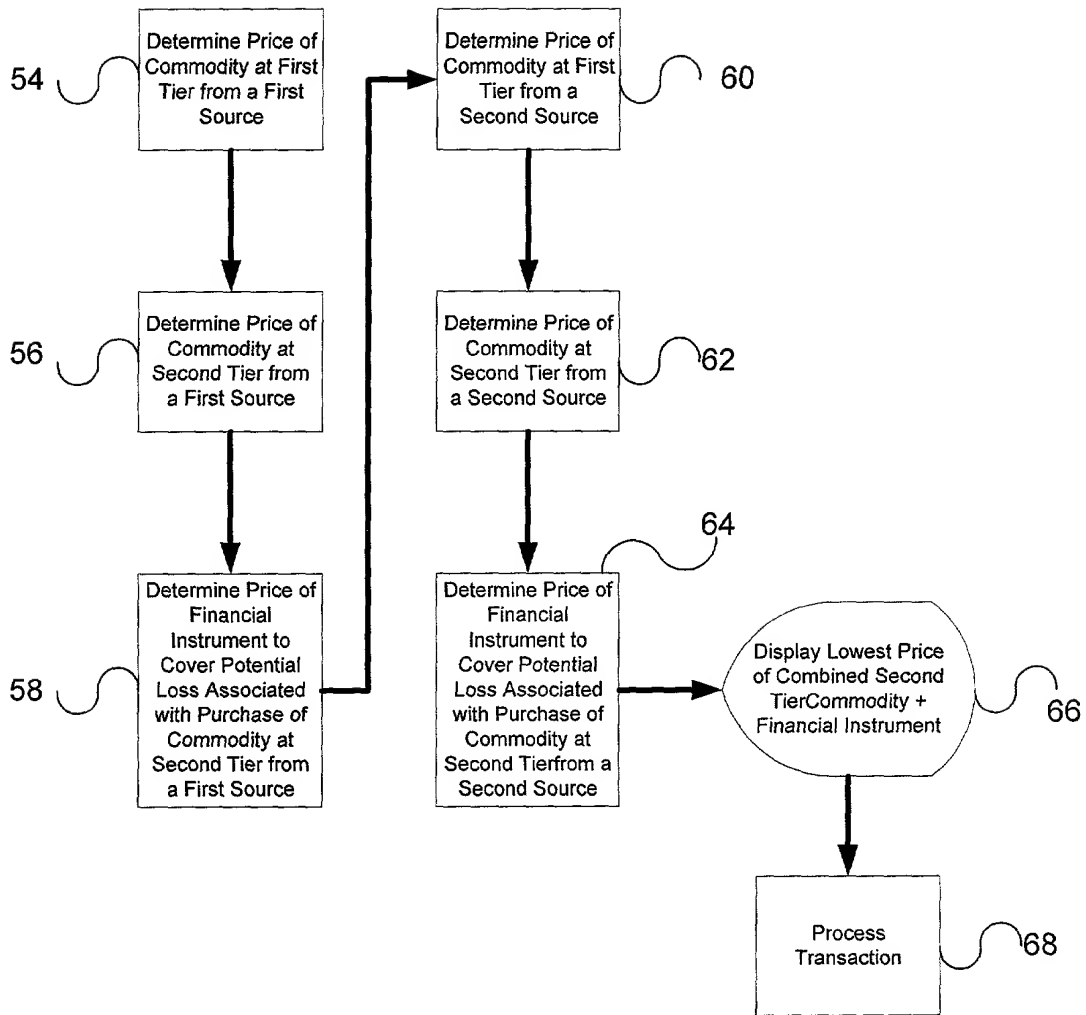 54
Determine Price of
Commodity at First
Tier from a First
Source
56
Determine Price of
Commodity at
Second Tier from
a First Source
58
Determine Price of
Financial
Instrument to
Cover Potential
Loss Associated
with Purchase of
Commodity at
Second Tier from
a First Source
Determine Price of
Commodity at First
Tier from a
Second Source
60
Determine Price of
Commodity at
Second Tier from
a Second Source
62
64
Determine Price of
Financial
Instrument to
Cover Potential
Loss Associated
with Purchase of
Commodity at
Second Tierfrom a
Second Source
Display Lowest Price
of Combined Second
TierCommodity +
Financial Instrument
66
Process
Transaction
68